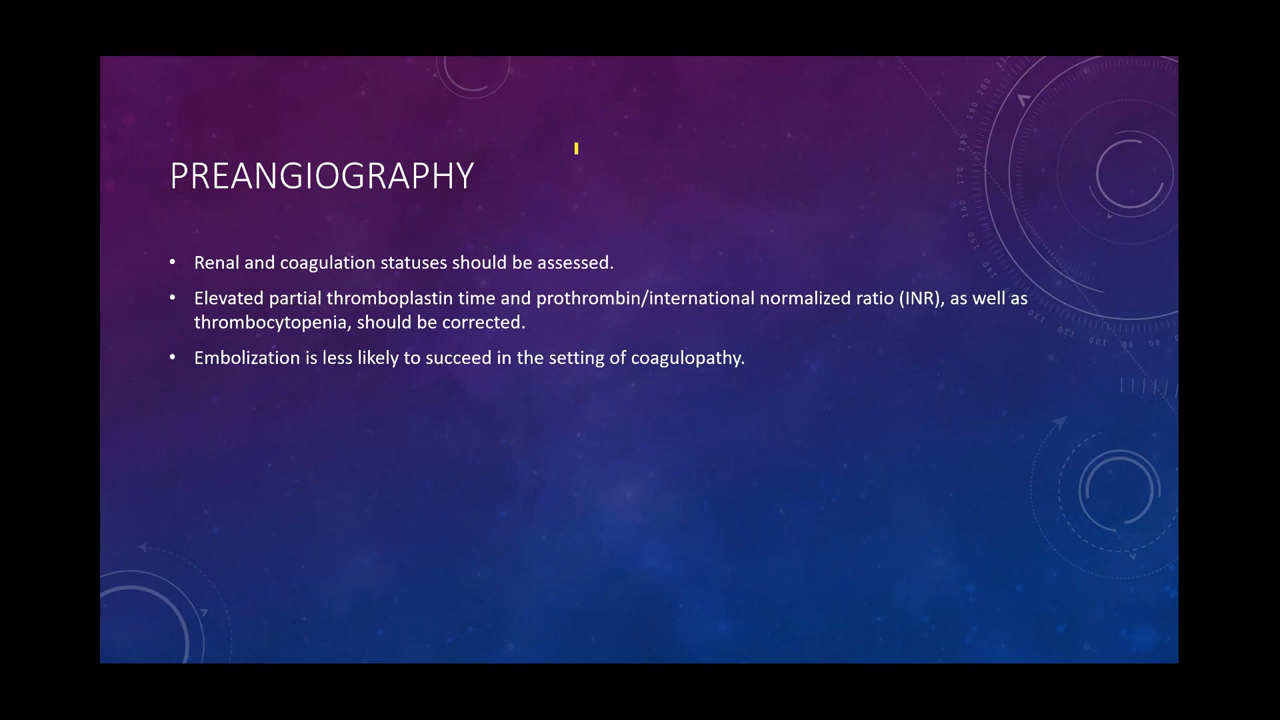 PREANGIOGRAPHY
• Renal and coagulation statuses should be assessed.
• Elevated partial thromboplastin time and prothrombin/international normalized ratio (INR), as well as
thrombocytopenia, should be corrected.
• Embolization is less likely to succeed in the setting of coagulopathy.